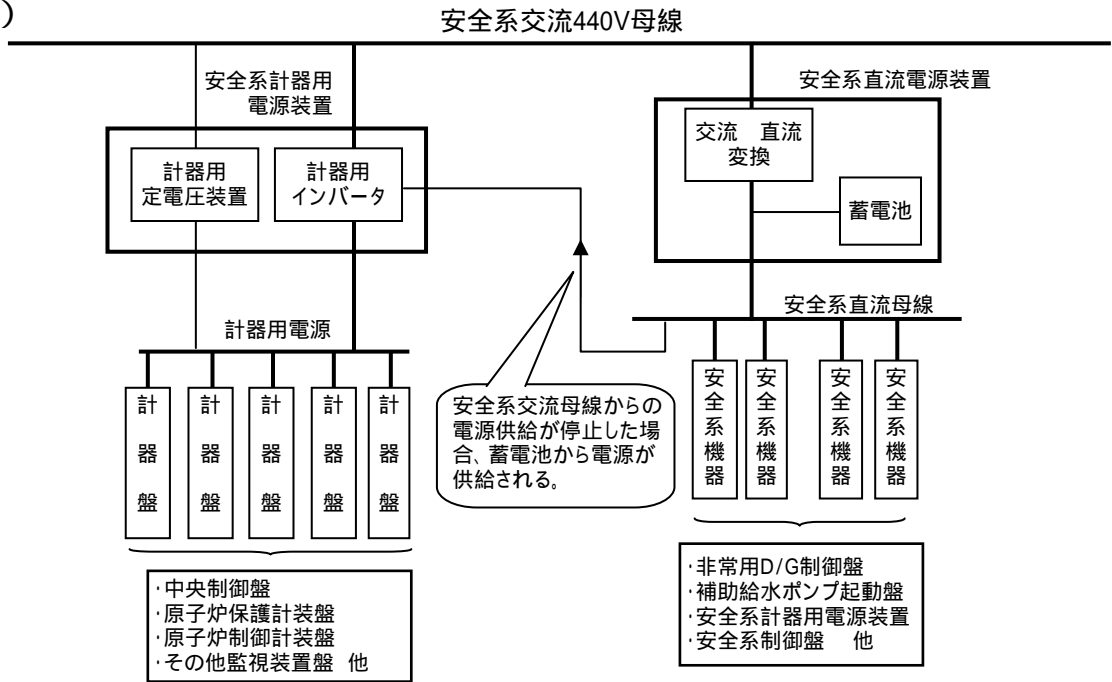 )
安全系交流440V母線
安全系計器用
電源装置
計器用
定電圧装置
計器用
インバータ
安全系直流電源装置
交流　直流
変換
蓄電池
計器用電源
安全系直流母線
計器盤
計器盤
計器盤
計器盤
計器盤
安全系交流母線からの
電源供給が停止した場
合、蓄電池から電源が
供給される。
安全系機器
安全系機器
安全系機器
安全系機器
・中央制御盤
・原子炉保護計装盤
・原子炉制御計装盤
・その他監視装置盤 他
・非常用D/G制御盤
・補助給水ポンプ起動盤
・安全系計器用電源装置
・安全系制御盤　他